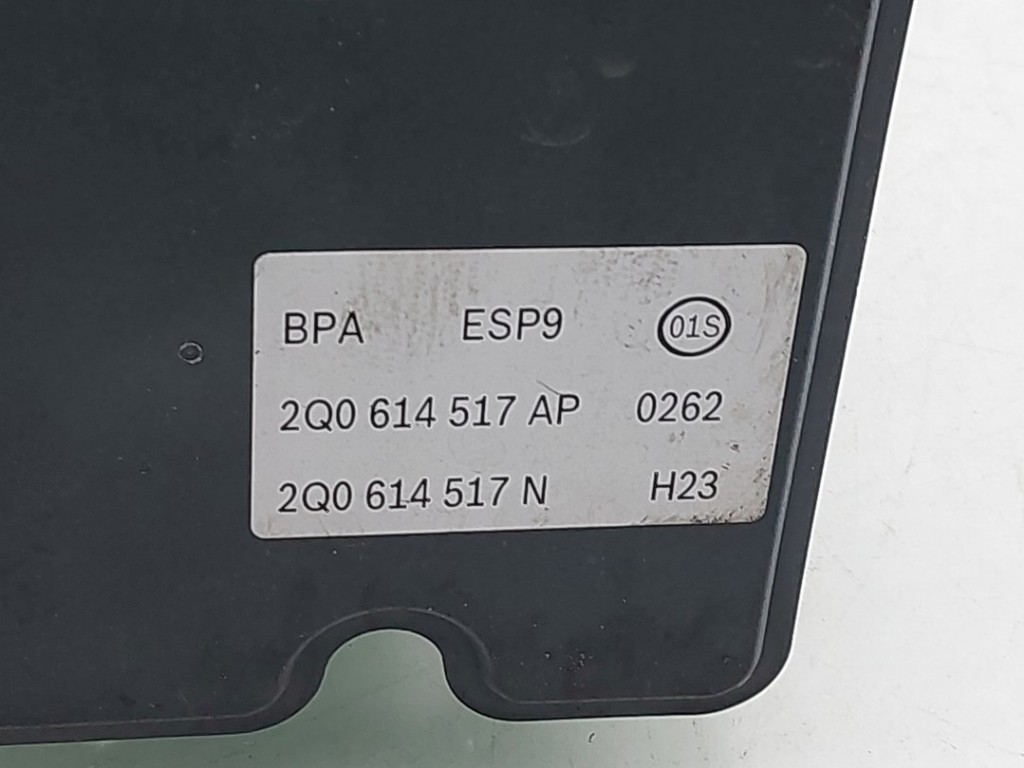 BPA ESP9 01S
2Q0 614 517 AP 0262
2Q0 614 517 N H23